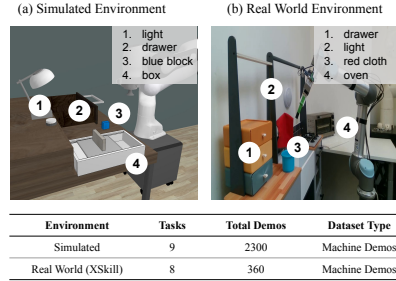 (a) Simulated Environment
1. light
2. drawer
3. blue block
4. box
1
2
3
4
(b) Real World Environment
1. drawer
2. light
3. red cloth
4. oven
2
4
1
3
Environment Tasks Total Demos Dataset Type
Simulated 9 2300 Machine Demos
Real World (XSkill) 8 360 Machine Demos